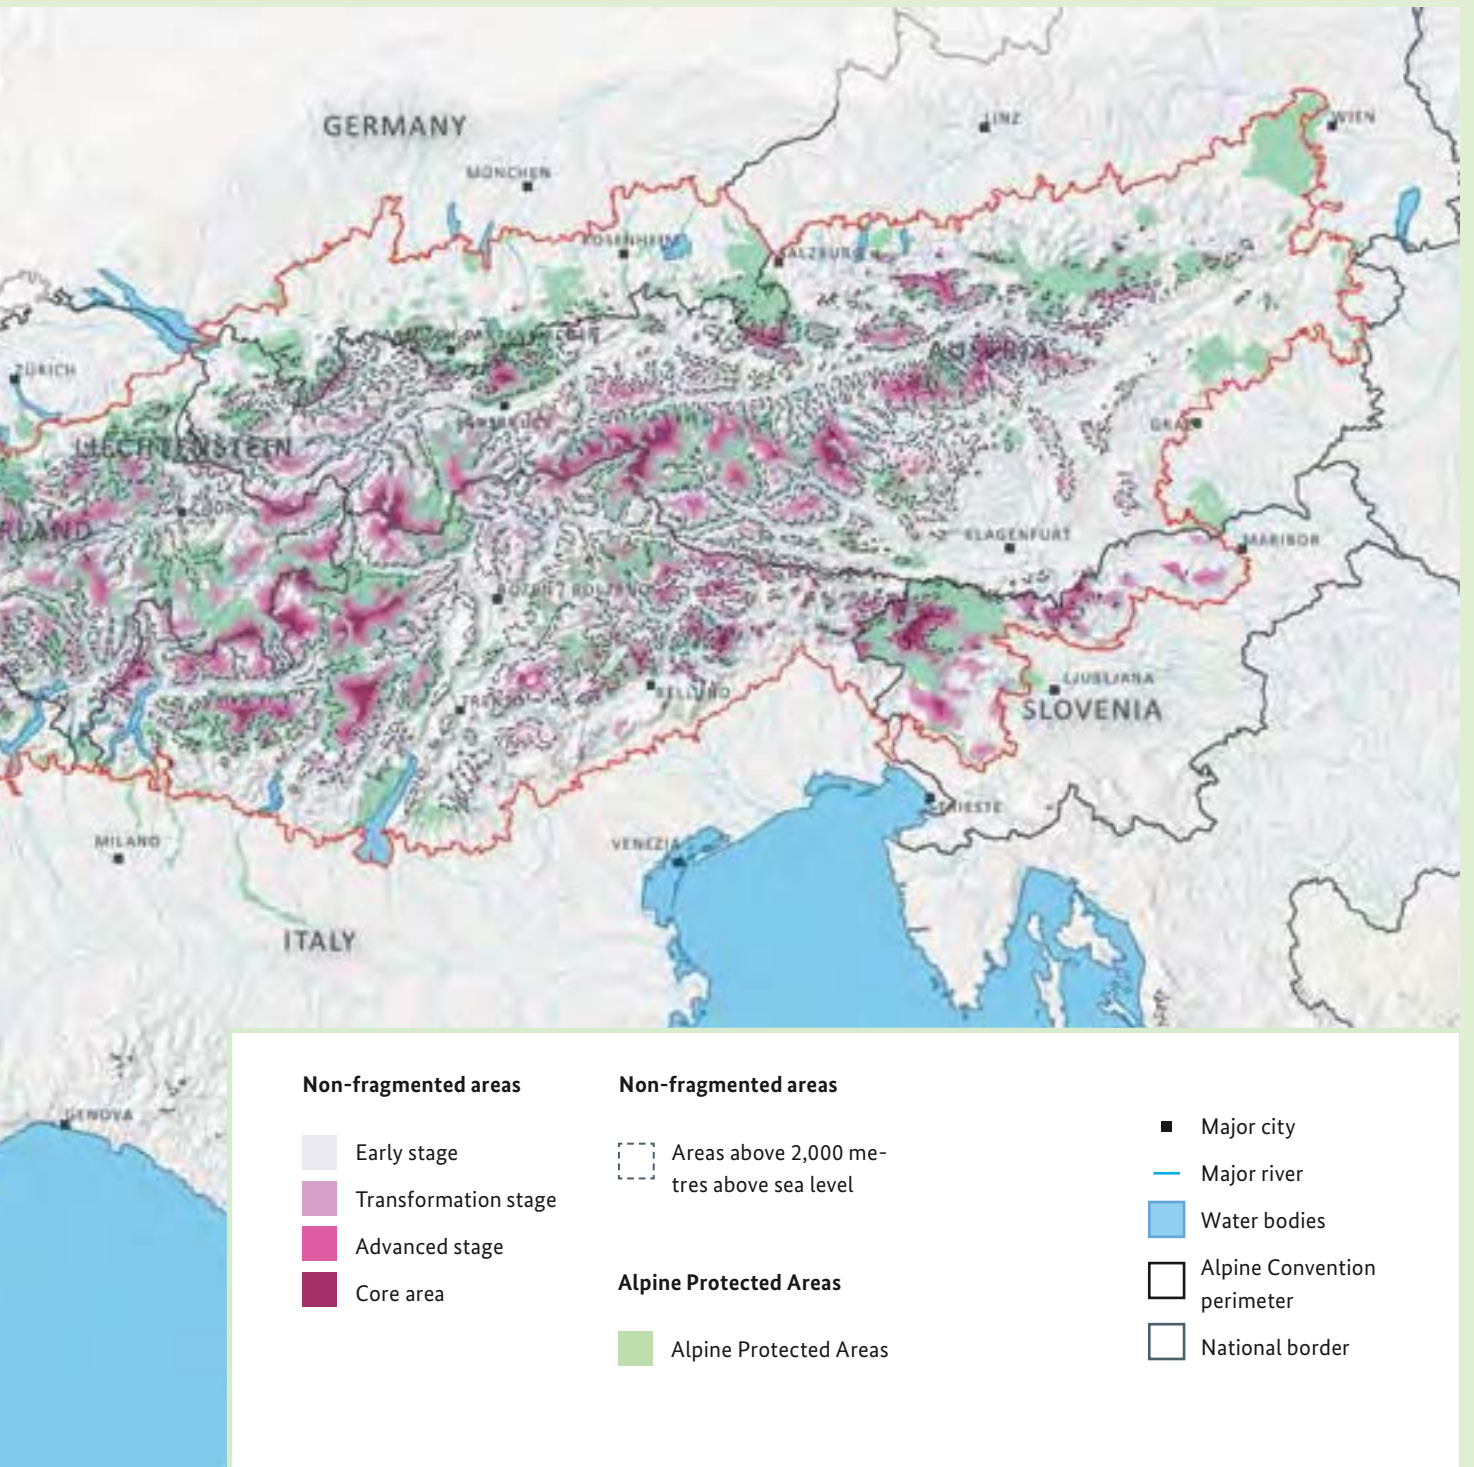 GERMANY
LINZ
WIEN
MÜNCHEN
ROSENHEIM
SALZBURG
ZÜRICH
AUSTRIA
LIECHTENSTEIN
INNSBRUCK
GRAZ
RLAND
KLAGENFURT
MARIBOR
LJUBLJANA
SLOVENIA
BELLUNO
TRENTO
TRIESTE
MILANO
VENEZIA
ITALY
GENOVA
Non-fragmented areas
Early stage
Transformation stage
Advanced stage
Core area
Non-fragmented areas
Areas above 2,000 me-
tres above sea level
Alpine Protected Areas
Alpine Protected Areas
Major city
Major river
Water bodies
Alpine Convention
perimeter
National border